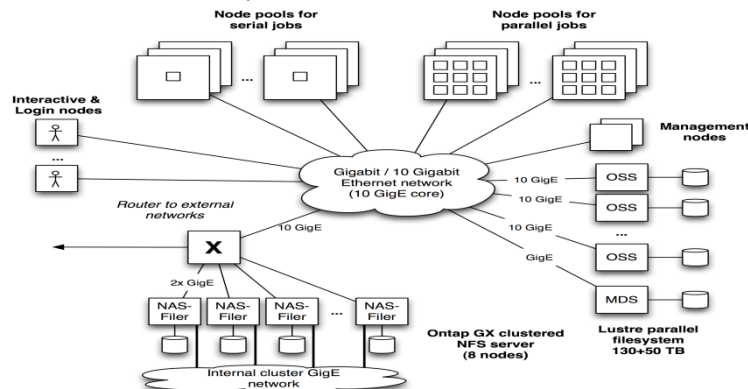 Node pools for
serial jobs
Node pools for
parallel jobs
...
...
Interactive &
Login nodes
...
Management
nodes
Gigabit / 10 Gigabit
Ethernet network
(10 GigE core)
10 GigE
OSS
10 GigE
OSS
...
10 GigE
OSS
GigE
MDS
Router to external
networks
10 GigE
X
2x GigE
NAS-
Filer
NAS-
Filer
NAS-
Filer
...
NAS-
Filer
Ontap GX clustered
NFS server
(8 nodes)
Lustre parallel
filesystem
130+50 TB
Internal cluster GigE
network